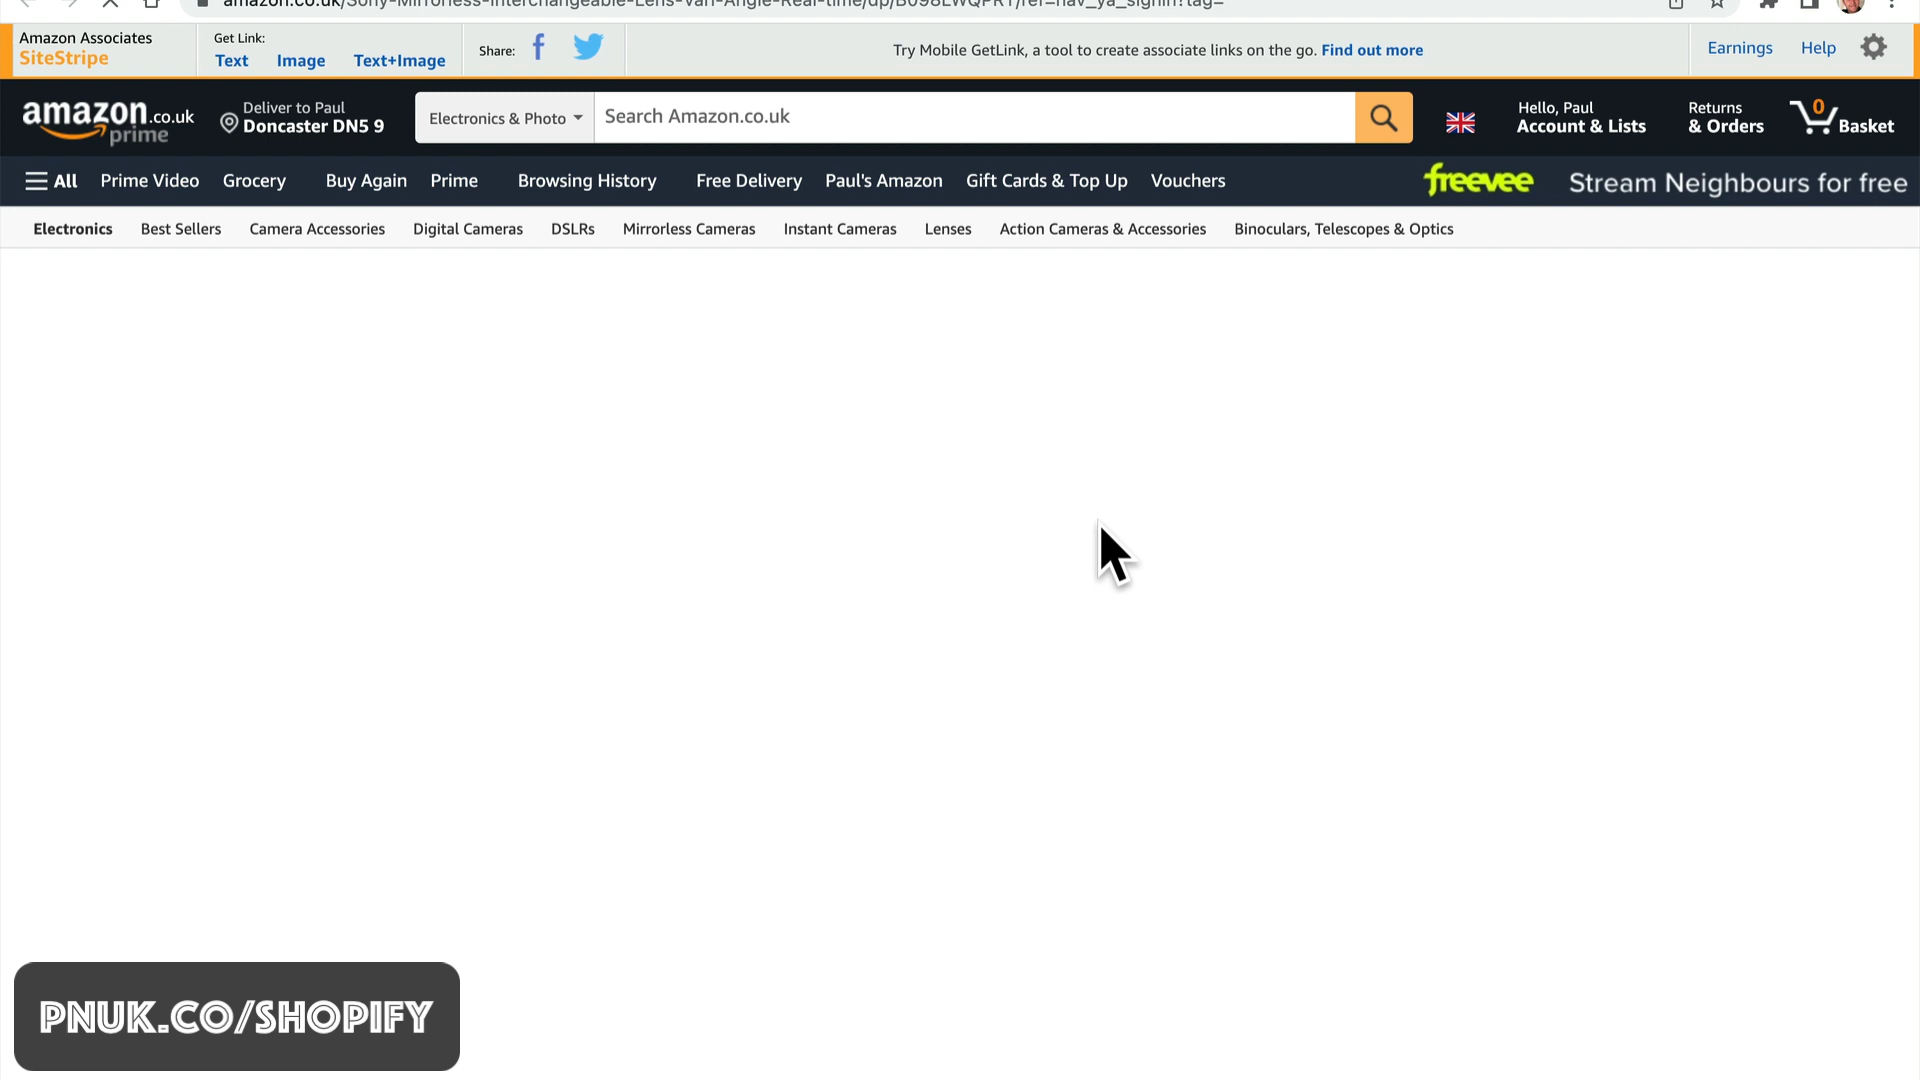 amazon.co.uk/Sony-Mirrorless-Interchangeable-Lens-Vari-Angle-Real-time/dp/B098LWQPRY/ref=nav_ya_signin?tag=
Amazon Associates
SiteStripe
Get Link:
Text Image Text+Image
Share:
Try Mobile GetLink, a tool to create associate links on the go. Find out more
Earnings Help
amazon.co.uk
prime
Deliver to Paul
Doncaster DN5 9
Electronics & Photo
Search Amazon.co.uk
Hello, Paul
Account & Lists
Returns
& Orders
0
Basket
All Prime Video Grocery Buy Again Prime Browsing History Free Delivery Paul's Amazon Gift Cards & Top Up Vouchers
freevee Stream Neighbours for free
Electronics Best Sellers Camera Accessories Digital Cameras DSLRs Mirrorless Cameras Instant Cameras Lenses Action Cameras & Accessories Binoculars, Telescopes & Optics
PNUK.CO/SHOPIFY